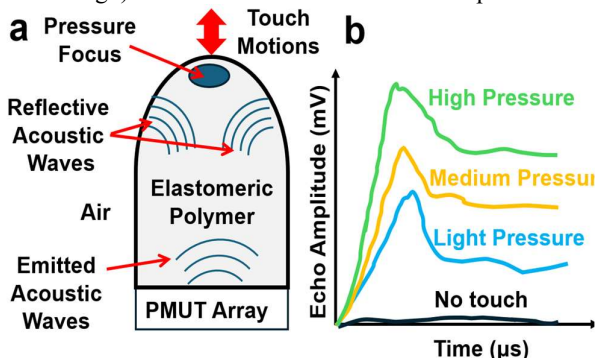 a
Pressure
Focus
Touch
Motions
Reflective
Acoustic
Waves
Elastomeric
Polymer
Air
Emitted
Acoustic
Waves
PMUT Array
b
Echo Amplitude (mV)
High Pressure
Medium Pressur
Light Pressure
No touch
Time (µs)